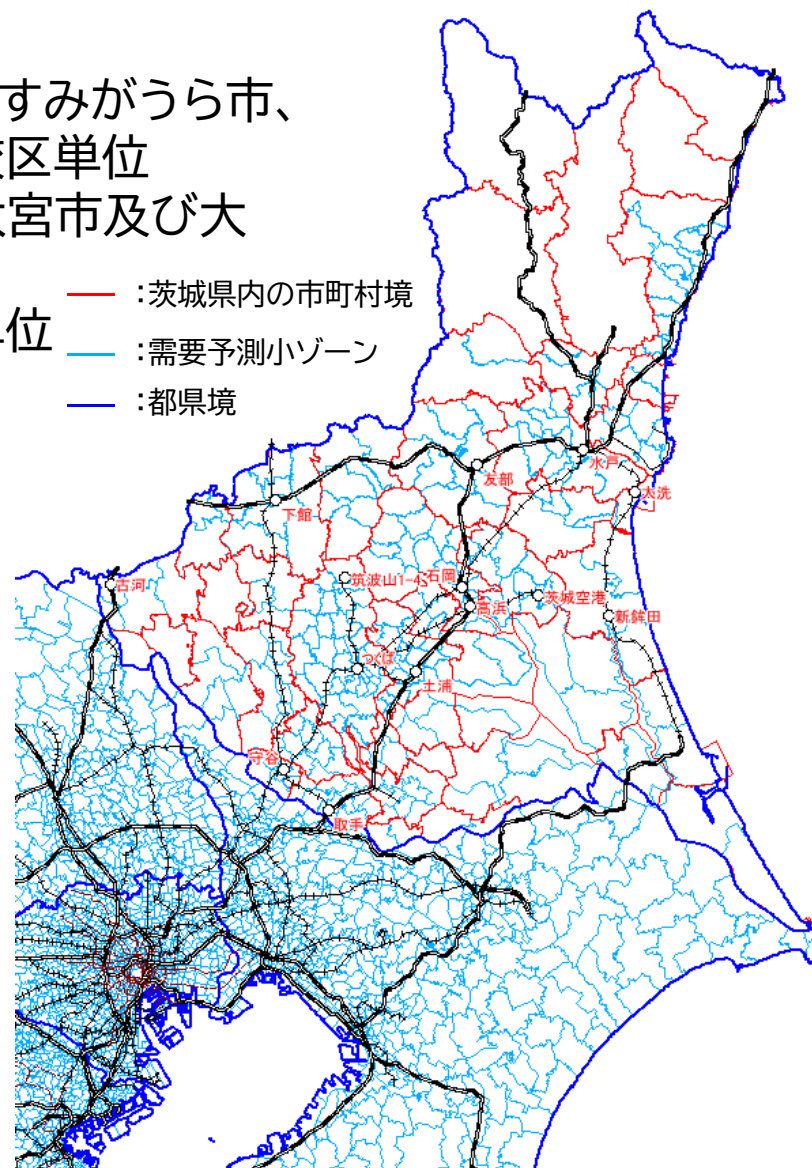 すみがうら市、
区単位
宮市及び大
単位
：茨城県内の市町村境
：需要予測小ゾーン
：都県境
水戸
友部
大洗
下館
古河
筑波山1-4
石岡
茨城空港
高浜
新鉾田
つくば
土浦
守谷
取手